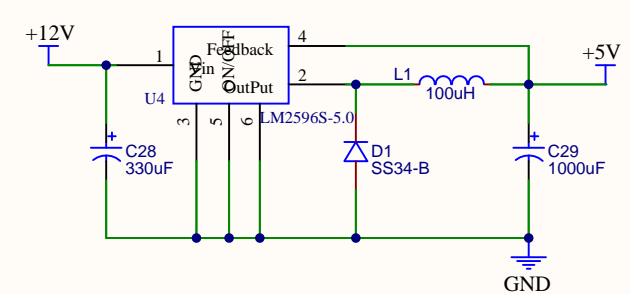 +12V
1
U4
GND
Vin
Feedback
ON/OFF
OutPut
4
2
3
5
6
LM2596S-5.0
L1
100uH
+5V
C28
330uF
D1
SS34-B
C29
1000uF
GND